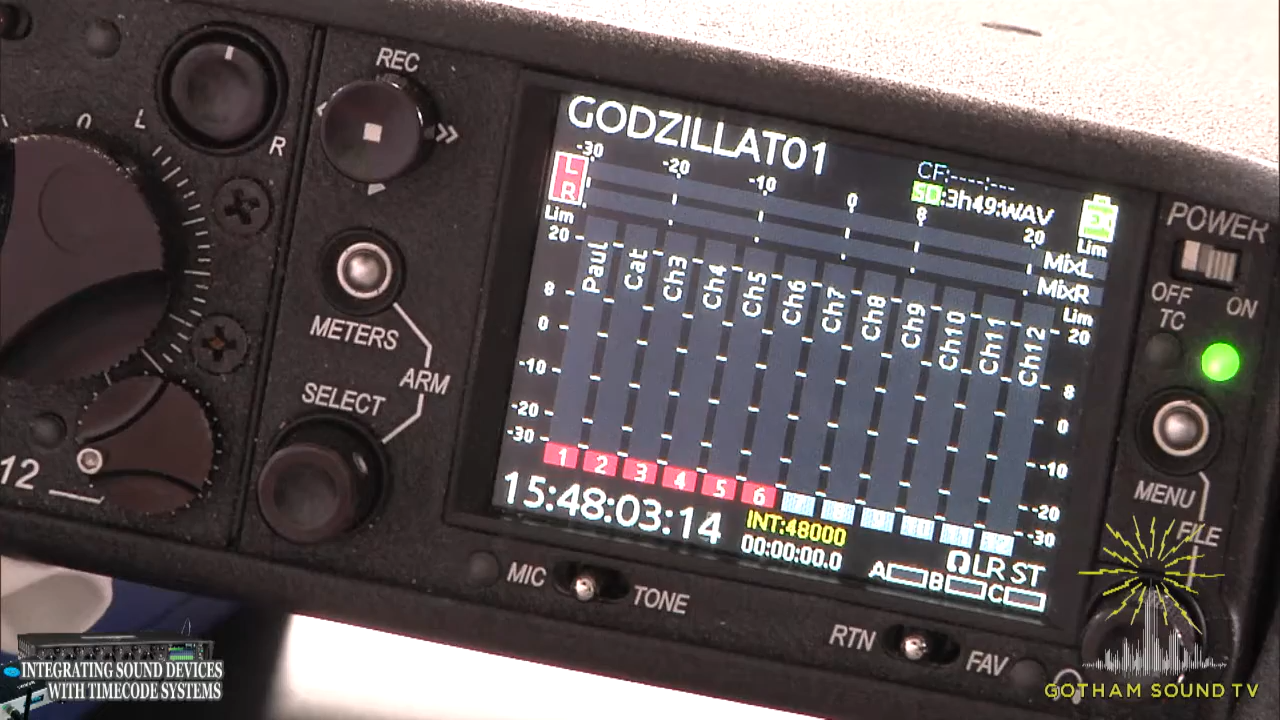 REC
0
L
R
METERS
ARM
SELECT
12
GODZILLAT01
-30 -20 -10 0 8 20
CF:----:---
SD:3h49:WAV
L
R
Lim
Lim
MixL
MixR
Lim
20
8
0
-10
-20
-30
Paul Cat Ch3 Ch4 Ch5 Ch6 Ch7 Ch8 Ch9 Ch10 Ch11 Ch12
20
8
0
-10
-20
-30
1 2 3 4 5 6
15:48:03:14
INT:48000
00:00:00.0
LR ST
A B C
MIC
TONE
RTN
FAV
POWER
OFF
ON
TC
MENU
FILE
INTEGRATING SOUND DEVICES
WITH TIMECODE SYSTEMS
GOTHAM SOUND TV